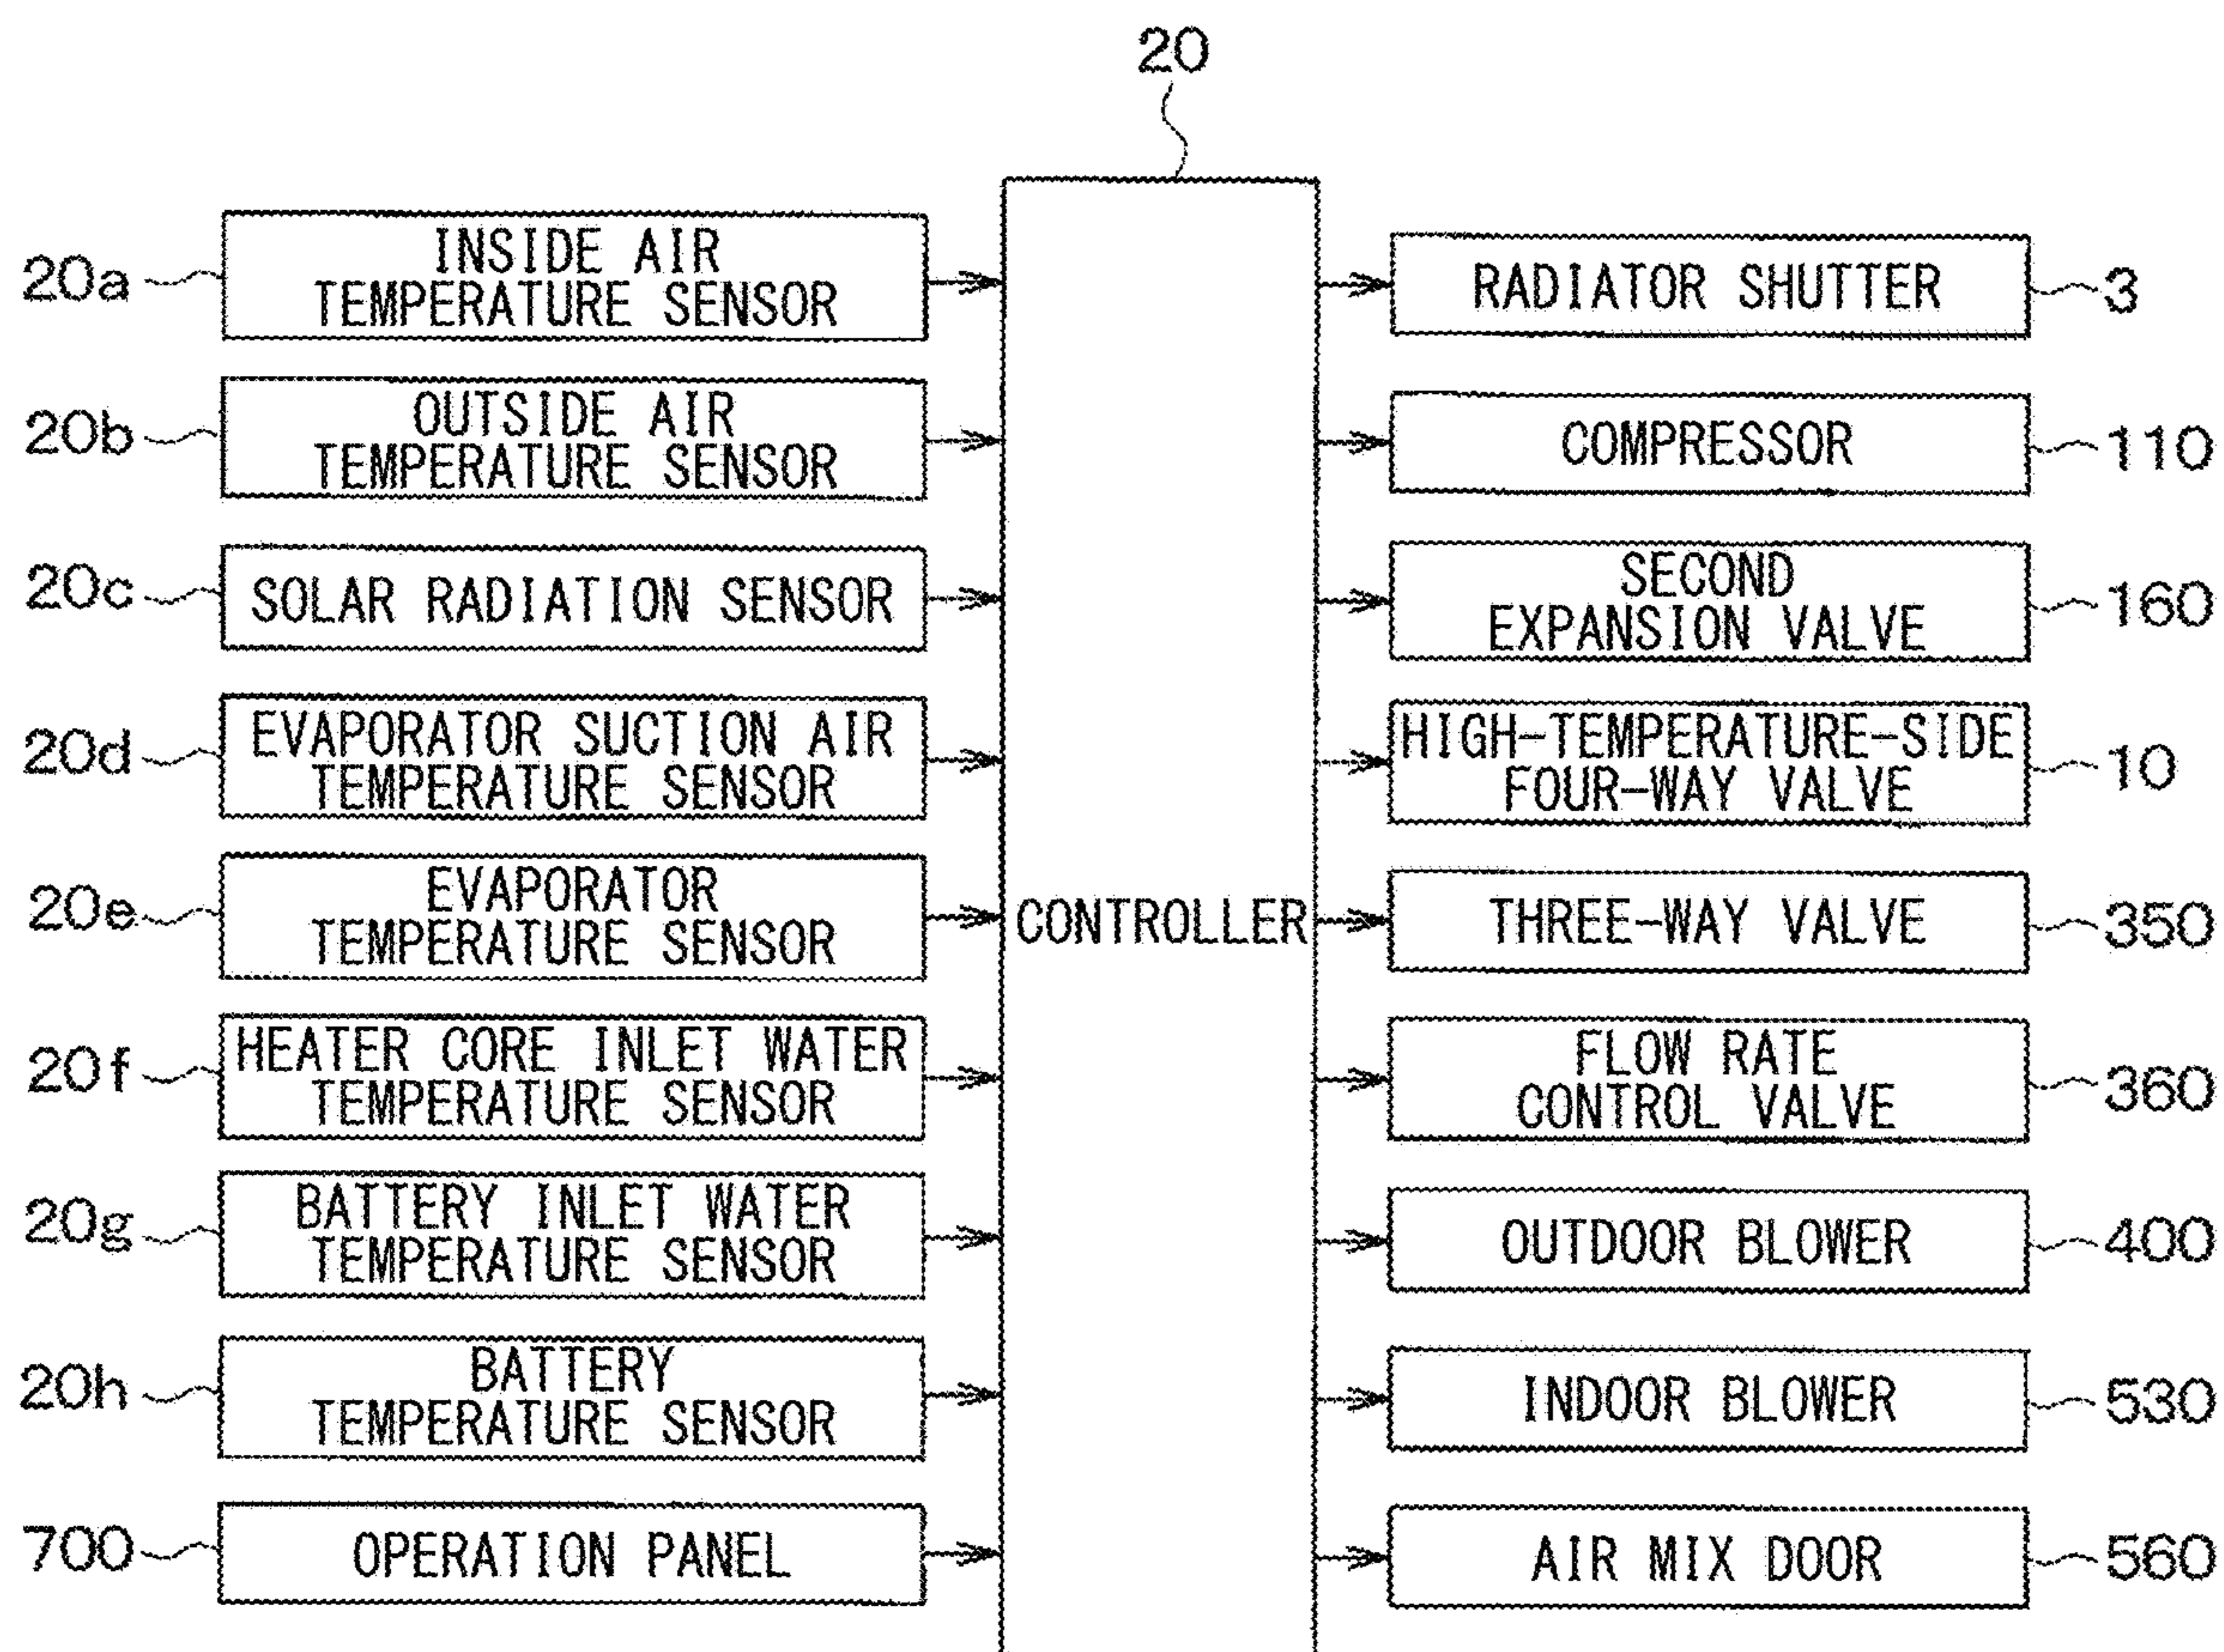 20
20a
INSIDE AIR
TEMPERATURE SENSOR
20b
OUTSIDE AIR
TEMPERATURE SENSOR
20c
SOLAR RADIATION SENSOR
20d
EVAPORATOR SUCTION AIR
TEMPERATURE SENSOR
20e
EVAPORATOR
TEMPERATURE SENSOR
20f
HEATER CORE INLET WATER
TEMPERATURE SENSOR
20g
BATTERY INLET WATER
TEMPERATURE SENSOR
20h
BATTERY
TEMPERATURE SENSOR
700
OPERATION PANEL
CONTROLLER
RADIATOR SHUTTER
3
COMPRESSOR
110
SECOND
EXPANSION VALVE
160
HIGH-TEMPERATURE-SIDE
FOUR-WAY VALVE
10
THREE-WAY VALVE
350
FLOW RATE
CONTROL VALVE
360
OUTDOOR BLOWER
400
INDOOR BLOWER
530
AIR MIX DOOR
560